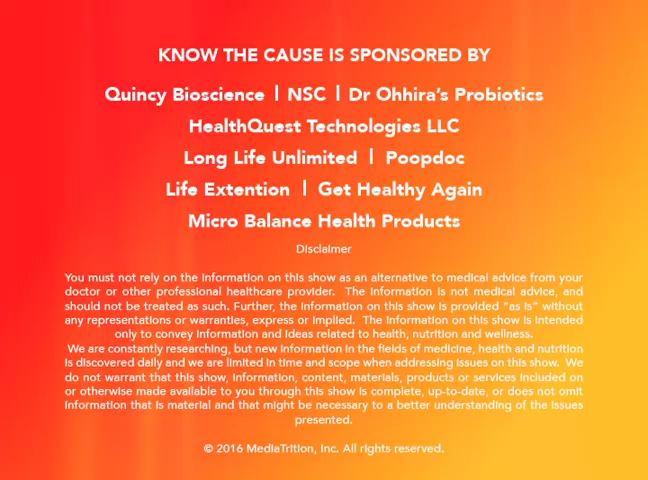 KNOW THE CAUSE IS SPONSORED BY
Quincy Bioscience | NSC | Dr Ohhira's Probiotics
HealthQuest Technologies LLC
Long Life Unlimited | Poopdoc
Life Extention | Get Healthy Again
Micro Balance Health Products
Disclaimer
You must not rely on the information on this show as an alternative to medical advice from your
doctor or other professional healthcare provider. The information is not medical advice, and
should not be treated as such. Further, the information on this show is provided "as is" without
any representations or warranties, express or implied. The information on this show is intended
only to convey information and ideas related to health, nutrition and wellness.
We are constantly researching, but new information in the fields of medicine, health and nutrition
is discovered daily and we are limited in time and scope when addressing issues on this show. We
do not warrant that this show, information, content, materials, products or services included on
or otherwise made available to you through this show is complete, up-to-date, or does not omit
information that is material and that might be necessary to a better understanding of the issues
presented.
© 2016 MediaTrition, Inc. All rights reserved.